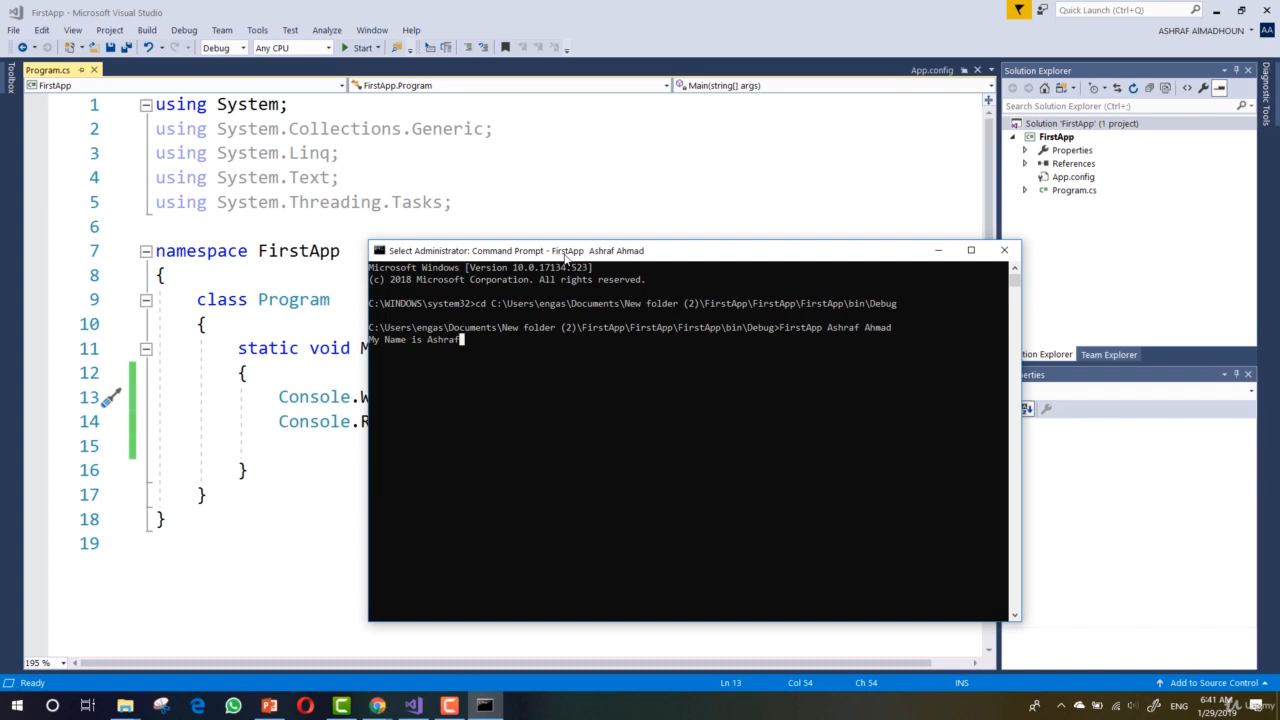 FirstApp - Microsoft Visual Studio
Quick Launch (Ctrl+Q)
File Edit View Project Build Debug Team Tools Test Analyze Window Help
ASHRAF AlMADHOUN AA
Debug Any CPU Start
Toolbox
Program.cs
App.config
FirstApp
FirstApp.Program
Main(string[] args)
1 using System;
2 using System.Collections.Generic;
3 using System.Linq;
4 using System.Text;
5 using System.Threading.Tasks;
6
7 namespace FirstApp
8 {
9 class Program
10 {
11 static void M
12 {
13 Console.W
14 Console.R
15
16 }
17 }
18 }
19
Select Administrator: Command Prompt - FirstApp Ashraf Ahmad
Microsoft Windows [Version 10.0.17134.523]
(c) 2018 Microsoft Corporation. All rights reserved.
C:\WINDOWS\system32>cd C:\Users\engas\Documents\New folder (2)\FirstApp\FirstApp\FirstApp\bin\Debug
C:\Users\engas\Documents\New folder (2)\FirstApp\FirstApp\FirstApp\bin\Debug>FirstApp Ashraf Ahmad
My Name is Ashraf
Solution Explorer
Search Solution Explorer (Ctrl+;)
Solution 'FirstApp' (1 project)
FirstApp
Properties
References
App.config
Program.cs
tion Explorer Team Explorer
erties
Diagnostic Tools
195 %
Ready Ln 13 Col 54 Ch 54 INS Add to Source Control
6:41 AM
1/29/2019
Udemy